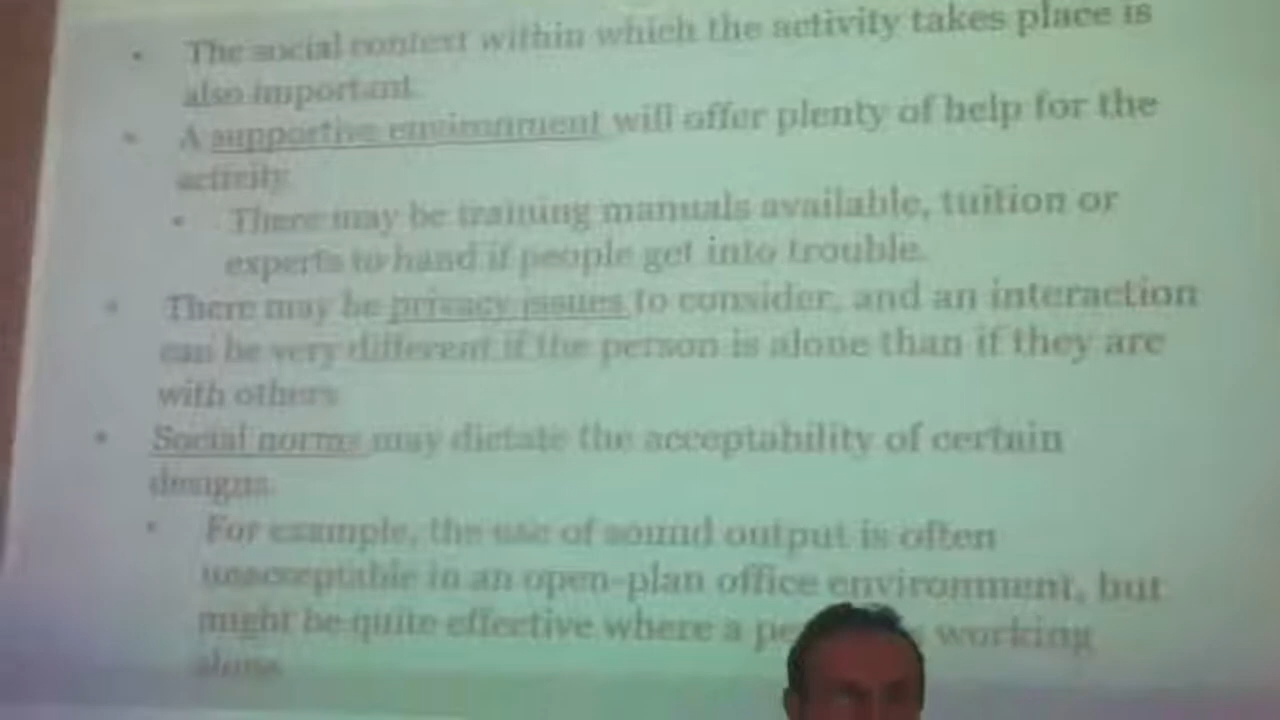 • The social context within which the activity takes place is
also important.
• A supportive environment will offer plenty of help for the
activity.
• There may be training manuals available, tuition or
experts to hand if people get into trouble.
• There may be privacy issues to consider, and an interaction
can be very different if the person is alone than if they are
with others.
• Social norms may dictate the acceptability of certain
designs.
• For example, the use of sound output is often
unacceptable in an open-plan office environment, but
might be quite effective where a working
alone.